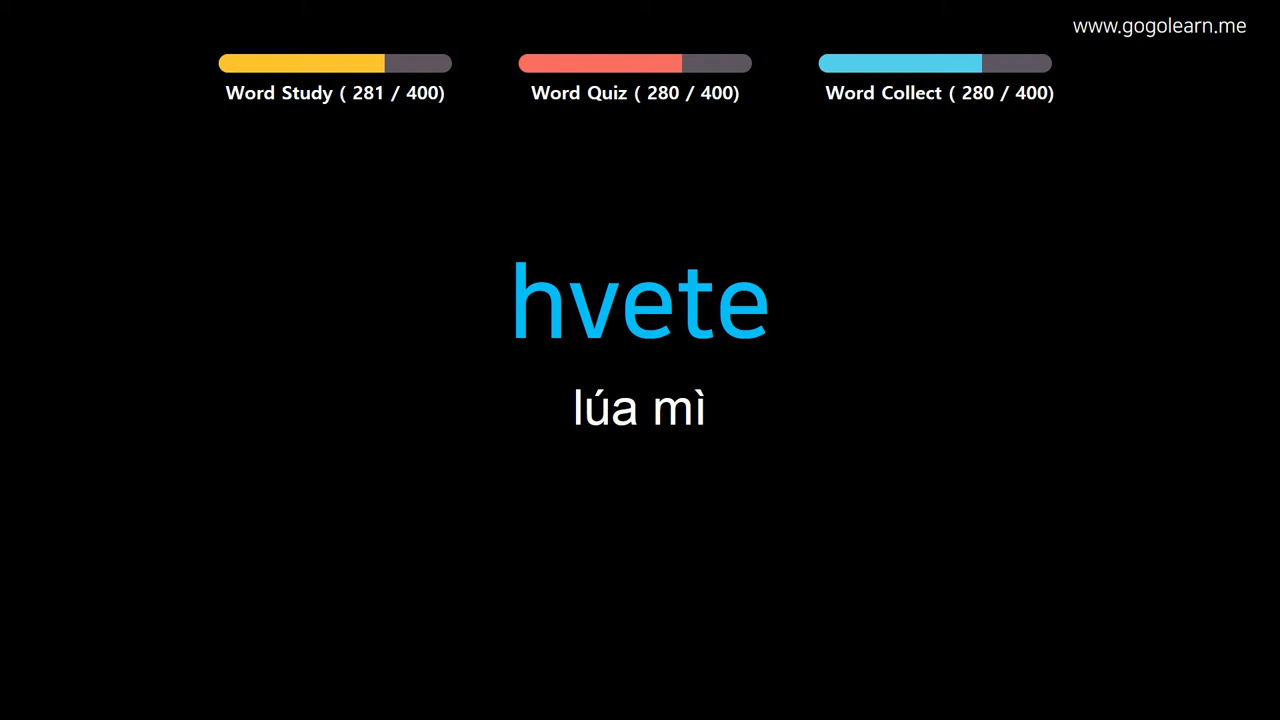 www.gogolearn.me
Word Study ( 281 / 400)
Word Quiz ( 280 / 400)
Word Collect ( 280 / 400)
hvete
lúa mì